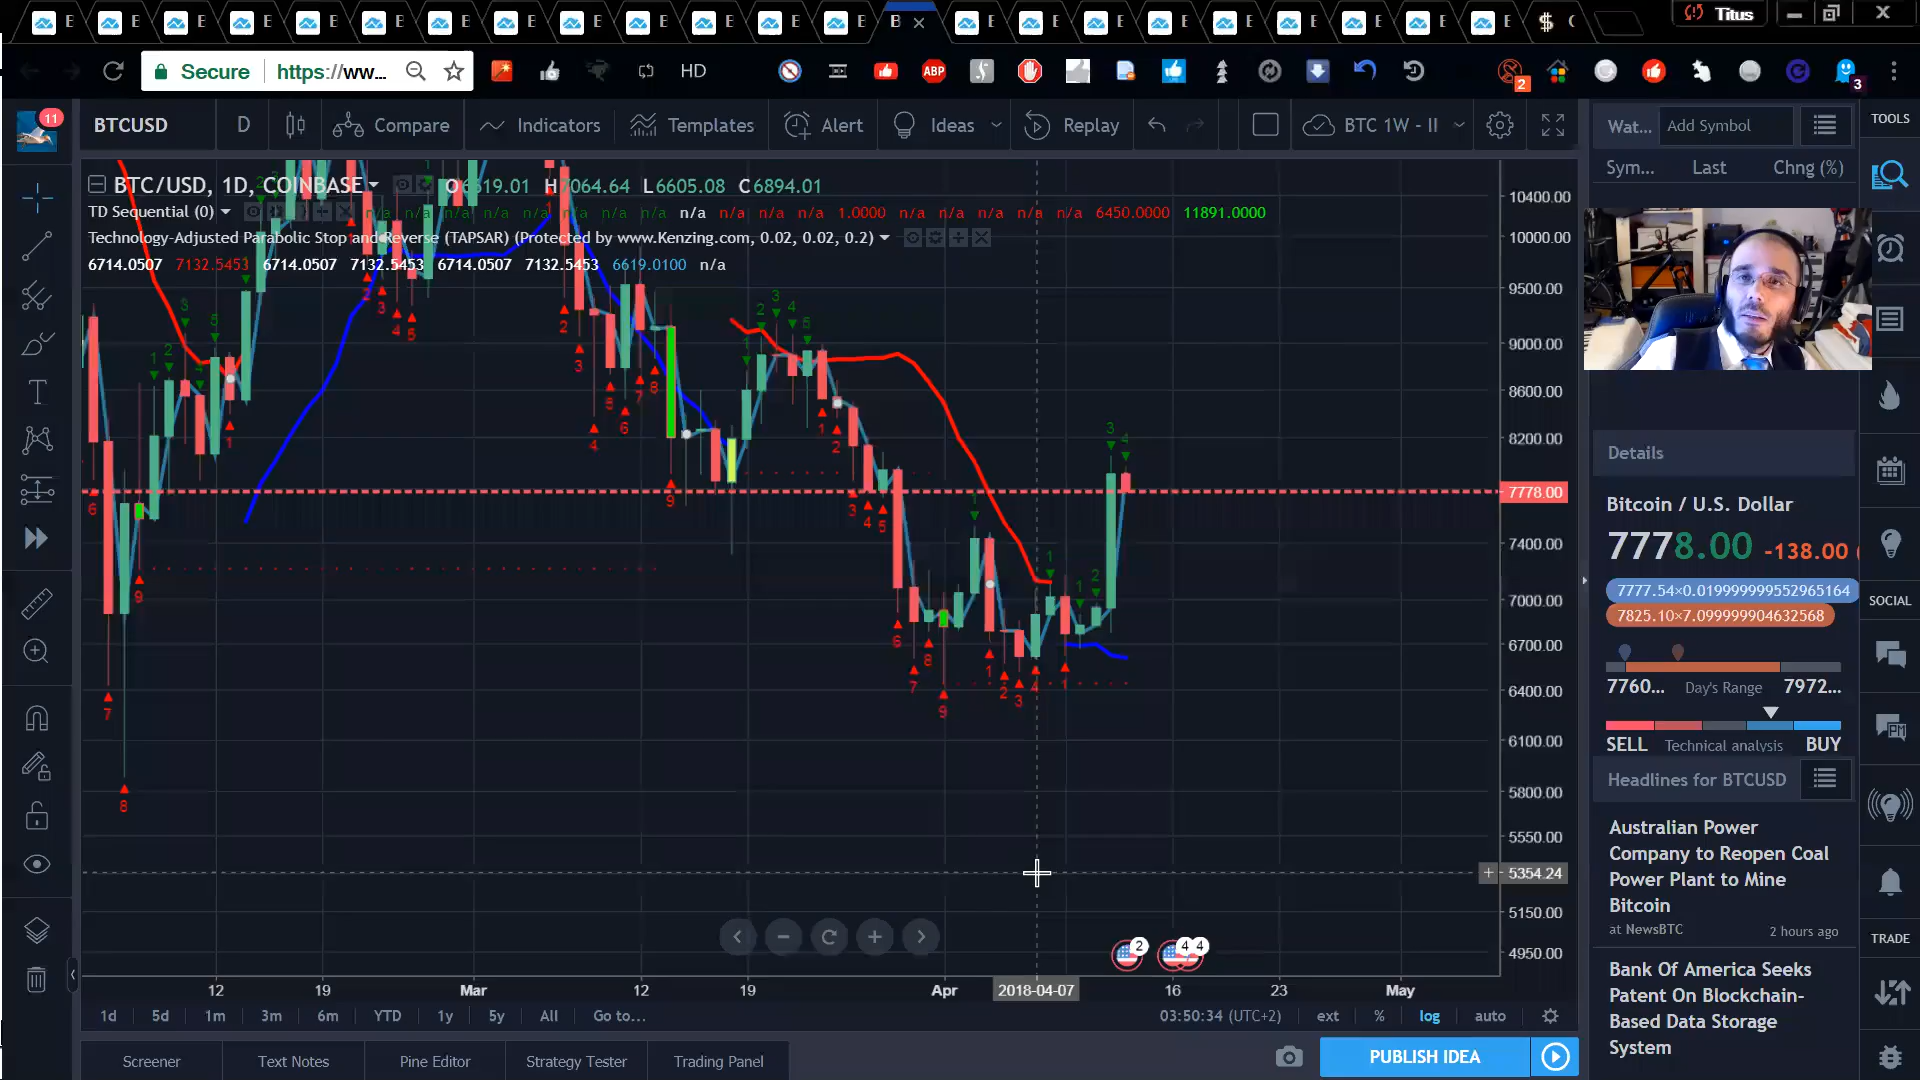 E E E E E E E E E E E E E B E E E E E E E E E $ C Titus
Secure https://ww... HD ABP 2 3
11 BTCUSD D Compare Indicators Templates Alert Ideas Replay BTC 1W - II Wat... Add Symbol TOOLS
BTC/USD, 1D, COINBASE H7064.64 L6605.08 C6894.01 Sym... Last Chng (%)
TD Sequential (0) n/a n/a n/a n/a n/a n/a n/a n/a n/a n/a n/a 1.0000 n/a n/a n/a n/a n/a 6450.0000 11891.0000
Technology-Adjusted Parabolic Stop and Reverse (TAPSAR) (Protected by www.Kenzing.com, 0.02, 0.02, 0.2)
6714.0507 7132.5453 6714.0507 7132.5453 6714.0507 7132.5453 6619.0100 n/a
10400.00
10000.00
9500.00
9000.00
8600.00
8200.00
7778.00
7400.00
7000.00
6700.00
6400.00
6100.00
5800.00
5550.00
5354.24
5150.00
4950.00
2 4 4
12 19 Mar 12 19 Apr 2018-04-07 16 23 May
1d 5d 1m 3m 6m YTD 1y 5y All Go to... 03:50:34 (UTC+2) ext % log auto
Screener Text Notes Pine Editor Strategy Tester Trading Panel PUBLISH IDEA
Details
Bitcoin / U.S. Dollar
7778.00 -138.00
7777.54×0.019999999552965164
7825.10×7.099999904632568
7760... Day's Range 7972...
SELL Technical analysis BUY
Headlines for BTCUSD
Australian Power
Company to Reopen Coal
Power Plant to Mine
Bitcoin
at NewsBTC 2 hours ago
Bank Of America Seeks
Patent On Blockchain-
Based Data Storage
System
SOCIAL
PM
TRADE